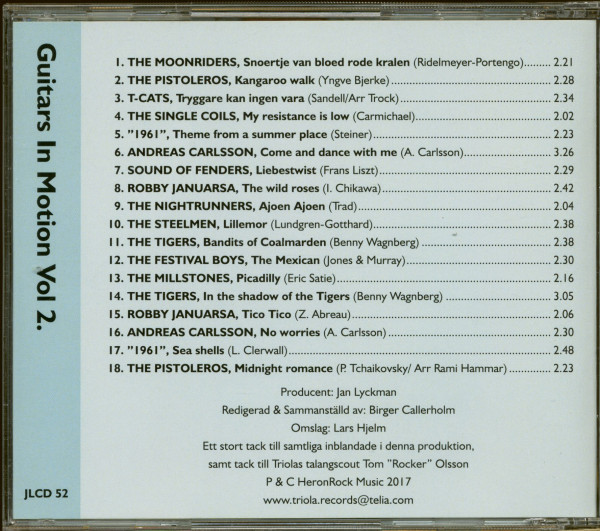 Guitars In Motion Vol 2.
1. THE MOONRIDERS, Snoertje van bloed rode kralen (Ridelmeyer-Portengo)......... 2.21
2. THE PISTOLEROS, Kangaroo walk (Yngve Bjerke)......... 2.28
3. T-CATS, Tryggare kan ingen vara (Sandell/Arr Trock)......... 2.34
4. THE SINGLE COILS, My resistance is low (Carmichael)......... 2.02
5. "1961", Theme from a summer place (Steiner)......... 2.23
6. ANDREAS CARLSSON, Come and dance with me (A. Carlsson)......... 3.26
7. SOUND OF FENDERS, Liebestwist (Frans Liszt)......... 2.29
8. ROBBY JANUARSA, The wild roses (I. Chikawa)......... 2.42
9. THE NIGHTRUNNERS, Ajoen Ajoen (Trad)......... 2.04
10. THE STEELMEN, Lillemor (Lundgren-Gotthard)......... 2.38
11. THE TIGERS, Bandits of Coalmarden (Benny Wagnberg)......... 2.38
12. THE FESTIVAL BOYS, The Mexican (Jones & Murray)......... 2.30
13. THE MILLSTONES, Picadilly (Eric Satie)......... 2.16
14. THE TIGERS, In the shadow of the Tigers (Benny Wagnberg)......... 3.05
15. ROBBY JANUARSA, Tico Tico (Z. Abreau)......... 2.06
16. ANDREAS CARLSSON, No worries (A. Carlsson)......... 2.30
17. "1961", Sea shells (L. Clerwall)......... 2.48
18. THE PISTOLEROS, Midnight romance (P. Tchaikovsky/ Arr Rami Hammar)......... 2.23
Producent: Jan Lyckman
Redigerad & Sammanställd av: Birger Callerholm
Omslag: Lars Hjelm
Ett stort tack till samtliga inblandade i denna produktion,
samt tack till Triolas talangscout Tom "Rocker" Olsson
P & C HeronRock Music 2017
www.triola.records@telia.com
JLCD 52